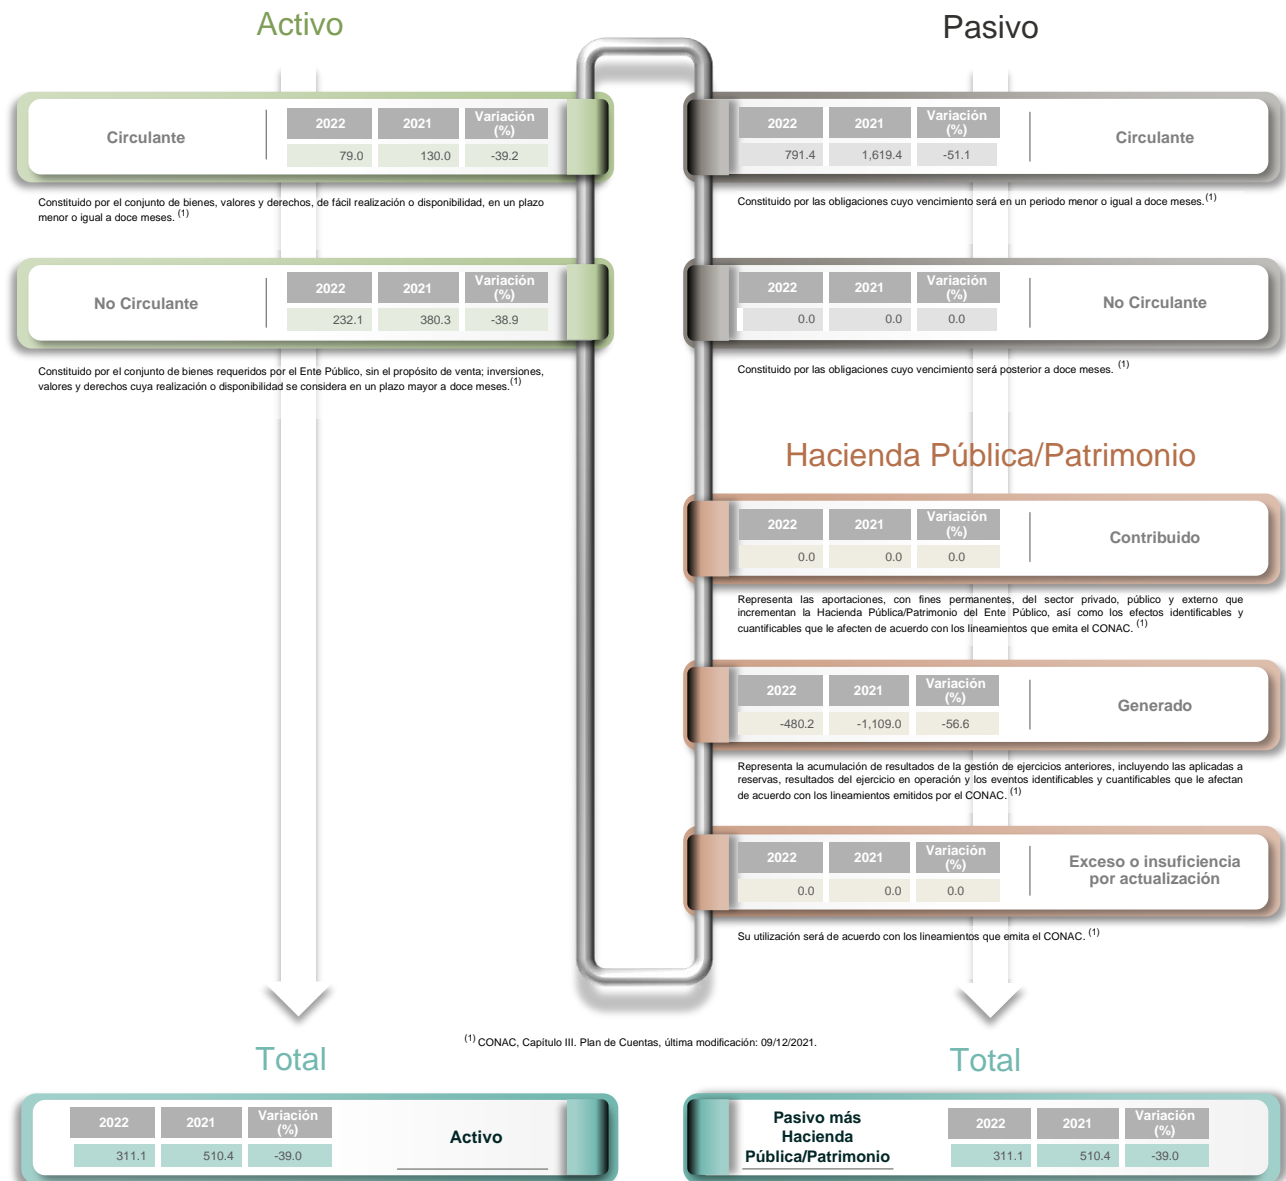 Activo
Circulante
2022 2021 Variación (%)
79.0 130.0 -39.2
Constituido por el conjunto de bienes, valores y derechos, de fácil realización o disponibilidad, en un plazo
menor o igual a doce meses. (1)
No Circulante
2022 2021 Variación (%)
232.1 380.3 -38.9
Constituido por el conjunto de bienes requeridos por el Ente Público, sin el propósito de venta; inversiones,
valores y derechos cuya realización o disponibilidad se considera en un plazo mayor a doce meses.(1)
Pasivo
2022 2021 Variación (%)
791.4 1,619.4 -51.1
Circulante
Constituido por las obligaciones cuyo vencimiento será en un periodo menor o igual a doce meses.(1)
2022 2021 Variación (%)
0.0 0.0 0.0
No Circulante
Constituido por las obligaciones cuyo vencimiento será posterior a doce meses. (1)
Hacienda Pública/Patrimonio
2022 2021 Variación (%)
0.0 0.0 0.0
Contribuido
Representa las aportaciones, con fines permanentes, del sector privado, público y externo que
incrementan la Hacienda Pública/Patrimonio del Ente Público, así como los efectos identificables y
cuantificables que le afecten de acuerdo con los lineamientos que emita el CONAC. (1)
2022 2021 Variación (%)
-480.2 -1,109.0 -56.6
Generado
Representa la acumulación de resultados de la gestión de ejercicios anteriores, incluyendo las aplicadas a
reservas, resultados del ejercicio en operación y los eventos identificables y cuantificables que le afectan
de acuerdo con los lineamientos emitidos por el CONAC. (1)
2022 2021 Variación (%)
0.0 0.0 0.0
Exceso o insuficiencia
por actualización
Su utilización será de acuerdo con los lineamientos que emita el CONAC. (1)
(1) CONAC, Capítulo III. Plan de Cuentas, última modificación: 09/12/2021.
Total
2022 2021 Variación (%)
311.1 510.4 -39.0
Activo
Total
Pasivo más
Hacienda
Pública/Patrimonio
2022 2021 Variación (%)
311.1 510.4 -39.0